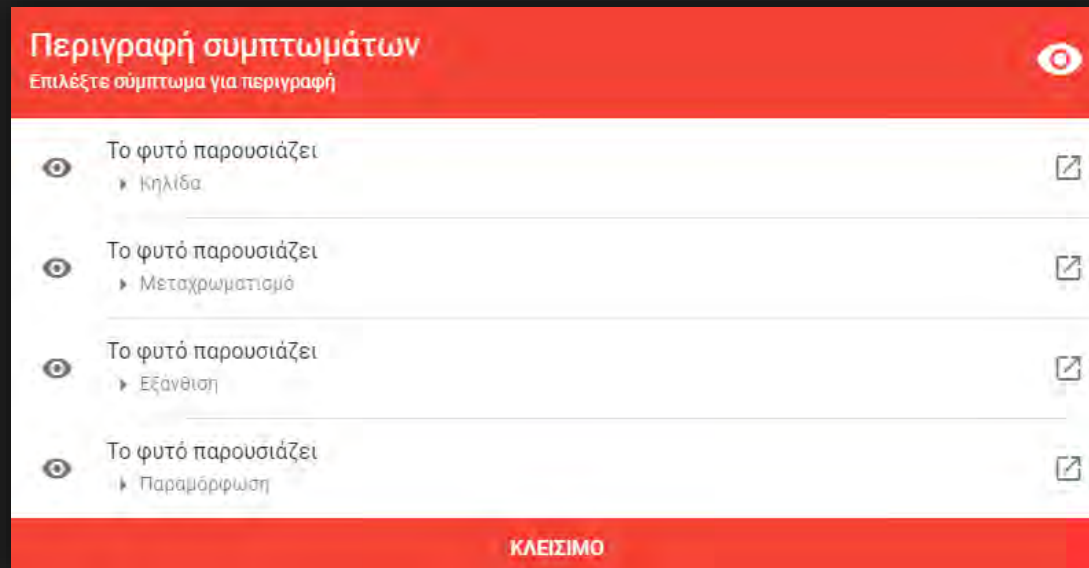 Περιγραφή συμπτωμάτων
Επιλέξτε σύμπτωμα για περιγραφή
Το φυτό παρουσιάζει
Κηλίδα
Το φυτό παρουσιάζει
Μεταχρωματισμό
Το φυτό παρουσιάζει
Εξάνθιση
Το φυτό παρουσιάζει
Παραμόρφωση
ΚΛΕΙΣΙΜΟ